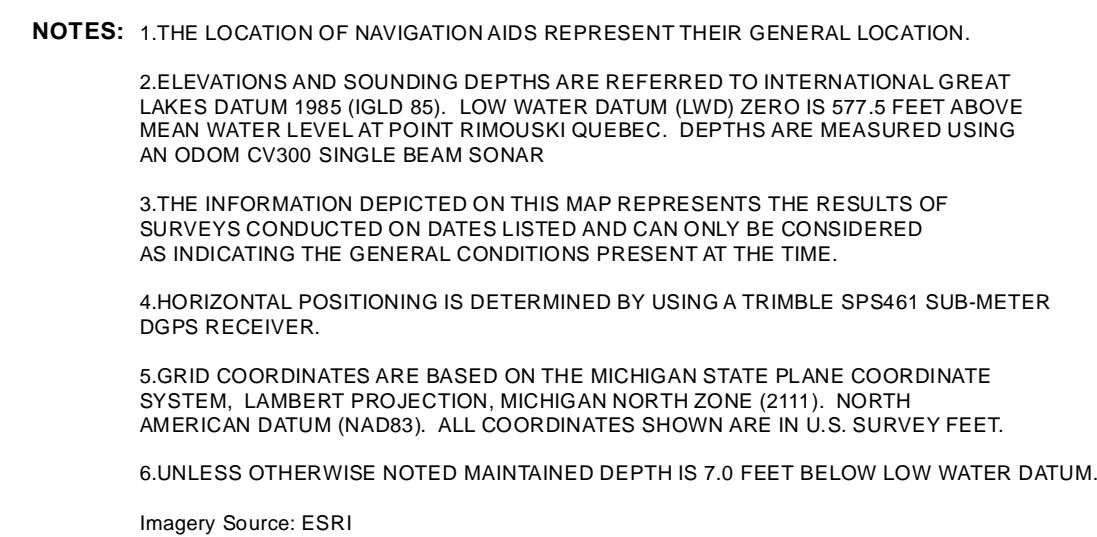 NOTES: 1.THE LOCATION OF NAVIGATION AIDS REPRESENT THEIR GENERAL LOCATION.
2.ELEVATIONS AND SOUNDING DEPTHS ARE REFERRED TO INTERNATIONAL GREAT
LAKES DATUM 1985 (IGLD 85). LOW WATER DATUM (LWD) ZERO IS 577.5 FEET ABOVE
MEAN WATER LEVEL AT POINT RIMOUSKI QUEBEC. DEPTHS ARE MEASURED USING
AN ODOM CV300 SINGLE BEAM SONAR
3.THE INFORMATION DEPICTED ON THIS MAP REPRESENTS THE RESULTS OF
SURVEYS CONDUCTED ON DATES LISTED AND CAN ONLY BE CONSIDERED
AS INDICATING THE GENERAL CONDITIONS PRESENT AT THE TIME.
4.HORIZONTAL POSITIONING IS DETERMINED BY USING A TRIMBLE SPS461 SUB-METER
DGPS RECEIVER.
5.GRID COORDINATES ARE BASED ON THE MICHIGAN STATE PLANE COORDINATE
SYSTEM, LAMBERT PROJECTION, MICHIGAN NORTH ZONE (2111). NORTH
AMERICAN DATUM (NAD83). ALL COORDINATES SHOWN ARE IN U.S. SURVEY FEET.
6.UNLESS OTHERWISE NOTED MAINTAINED DEPTH IS 7.0 FEET BELOW LOW WATER DATUM.
Imagery Source: ESRI